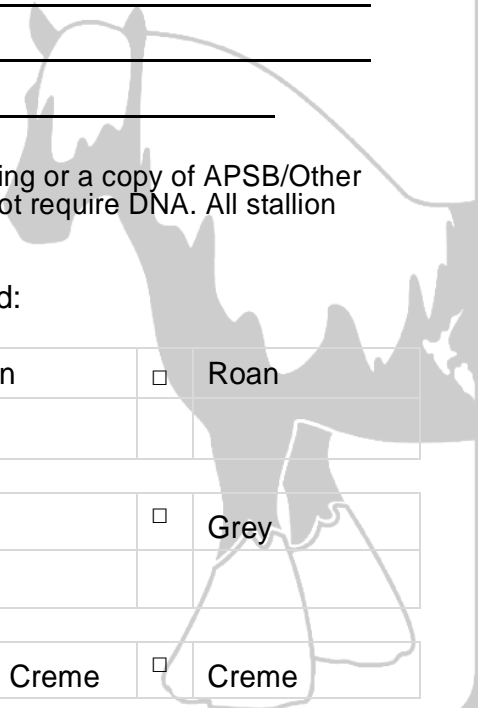 ing or a copy of APSB/Other
ot require DNA. All stallion
d:
n □ Roan
□ Grey
Creme □ Creme